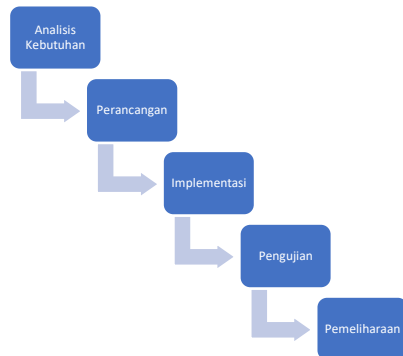 Analisis
Kebutuhan
Perancangan
Implementasi
Pengujian
Pemeliharaan